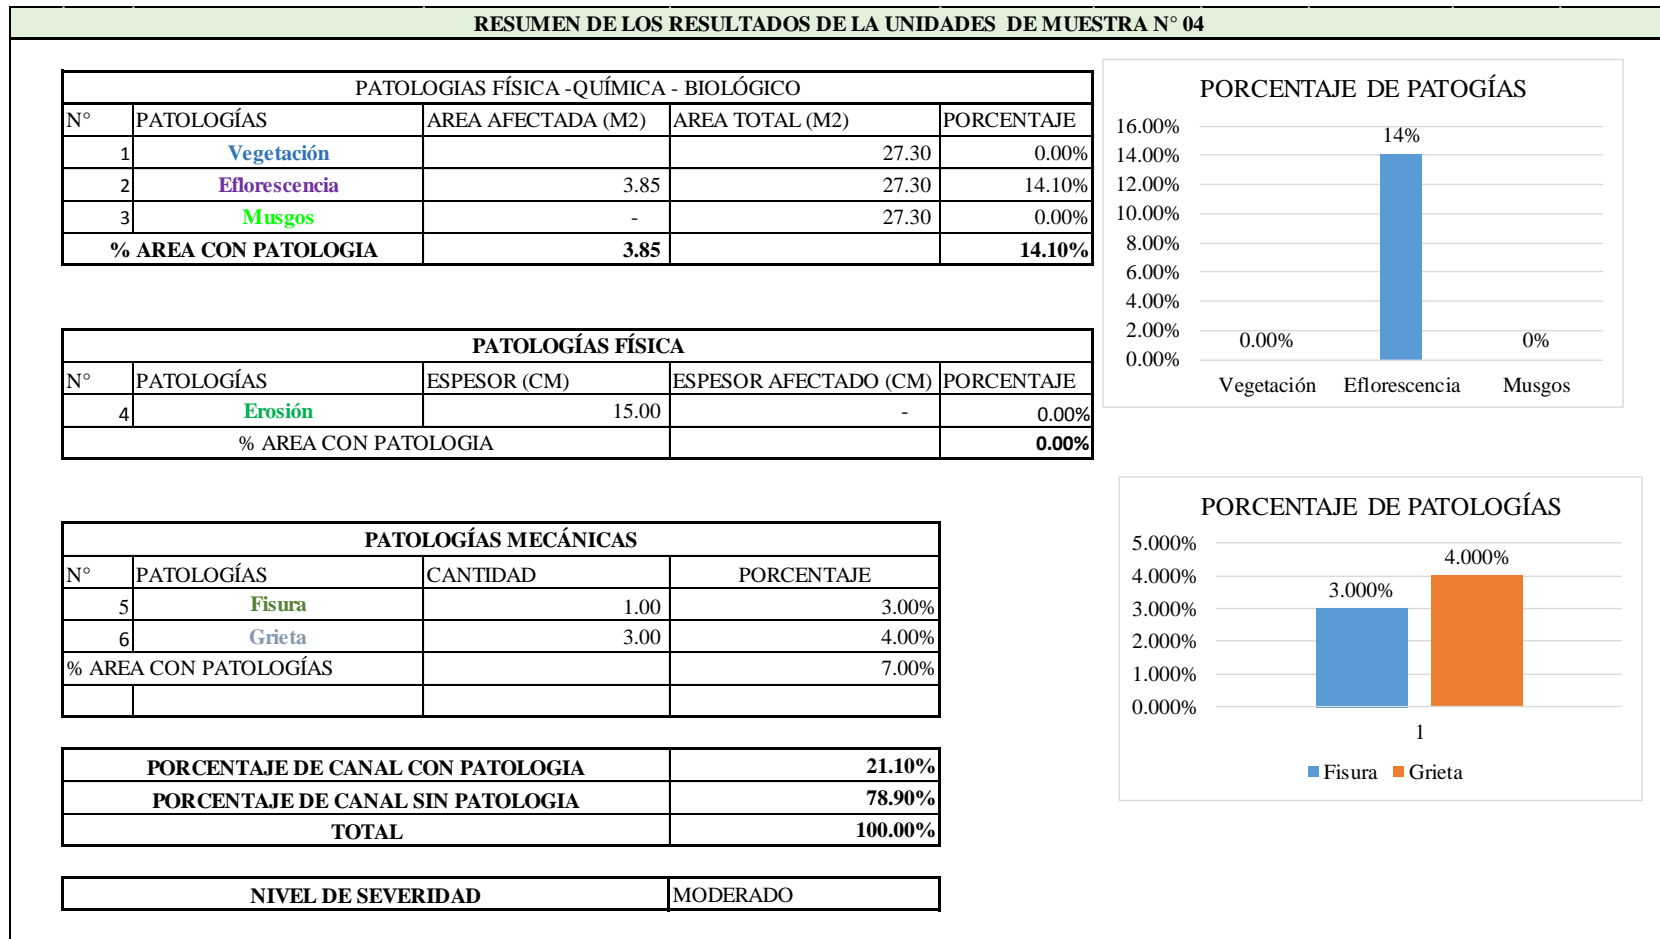 RESUMEN DE LOS RESULTADOS DE LA UNIDADES DE MUESTRA N° 04
PATOLOGIAS FÍSICA -QUÍMICA - BIOLÓGICO
N° PATOLOGÍAS AREA AFECTADA (M2) AREA TOTAL (M2) PORCENTAJE
1 Vegetación 27.30 0.00%
2 Eflorescencia 3.85 27.30 14.10%
3 Musgos - 27.30 0.00%
% AREA CON PATOLOGIA 3.85 14.10%
PORCENTAJE DE PATOGÍAS
16.00%
14.00%
12.00%
10.00%
8.00%
6.00%
4.00%
2.00%
0.00%
0.00% 14% 0%
Vegetación Eflorescencia Musgos
PATOLOGÍAS FÍSICA
N° PATOLOGÍAS ESPESOR (CM) ESPESOR AFECTADO (CM) PORCENTAJE
4 Erosión 15.00 - 0.00%
% AREA CON PATOLOGIA 0.00%
PATOLOGÍAS MECÁNICAS
N° PATOLOGÍAS CANTIDAD PORCENTAJE
5 Fisura 1.00 3.00%
6 Grieta 3.00 4.00%
% AREA CON PATOLOGÍAS 7.00%
PORCENTAJE DE PATOLOGÍAS
5.000%
4.000%
3.000%
2.000%
1.000%
0.000%
3.000% 4.000%
1
Fisura Grieta
PORCENTAJE DE CANAL CON PATOLOGIA 21.10%
PORCENTAJE DE CANAL SIN PATOLOGIA 78.90%
TOTAL 100.00%
NIVEL DE SEVERIDAD MODERADO